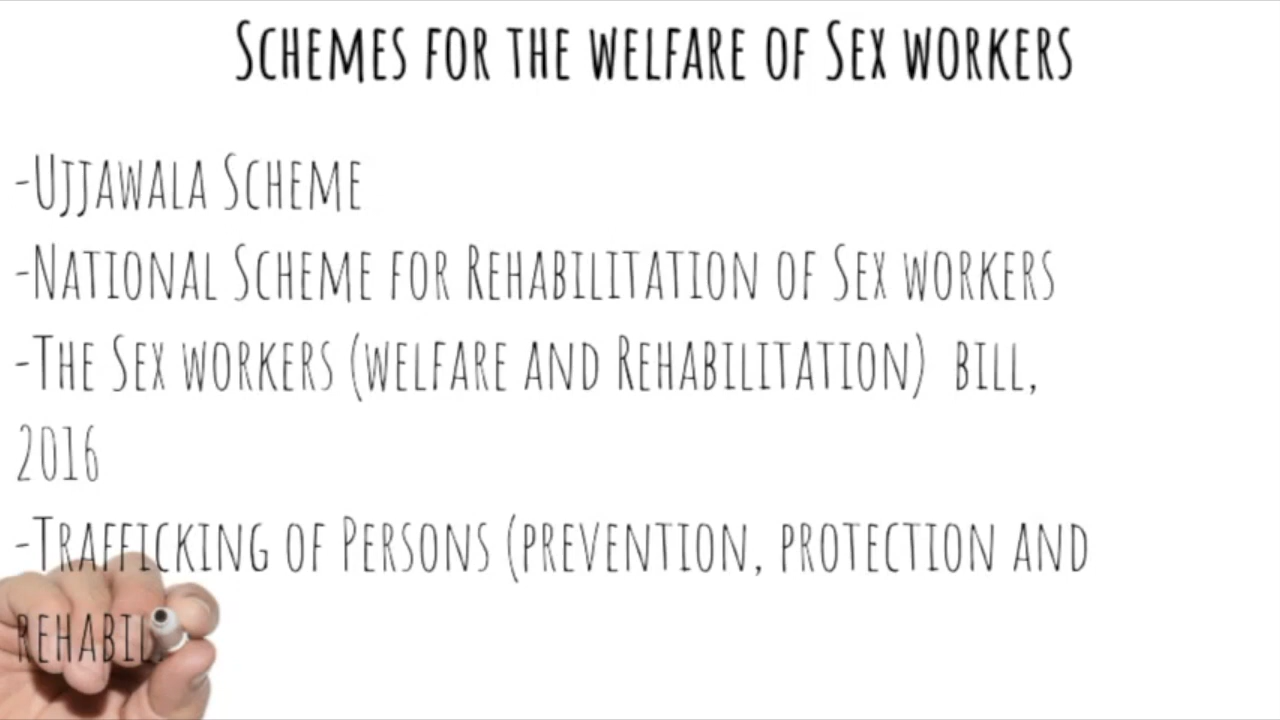 Schemes for the welfare of Sex workers
-Ujjawala Scheme
-National Scheme for Rehabilitation of Sex workers
-The Sex workers (welfare and Rehabilitation) bill,
2016
-Trafficking of Persons (prevention, protection and
rehabil